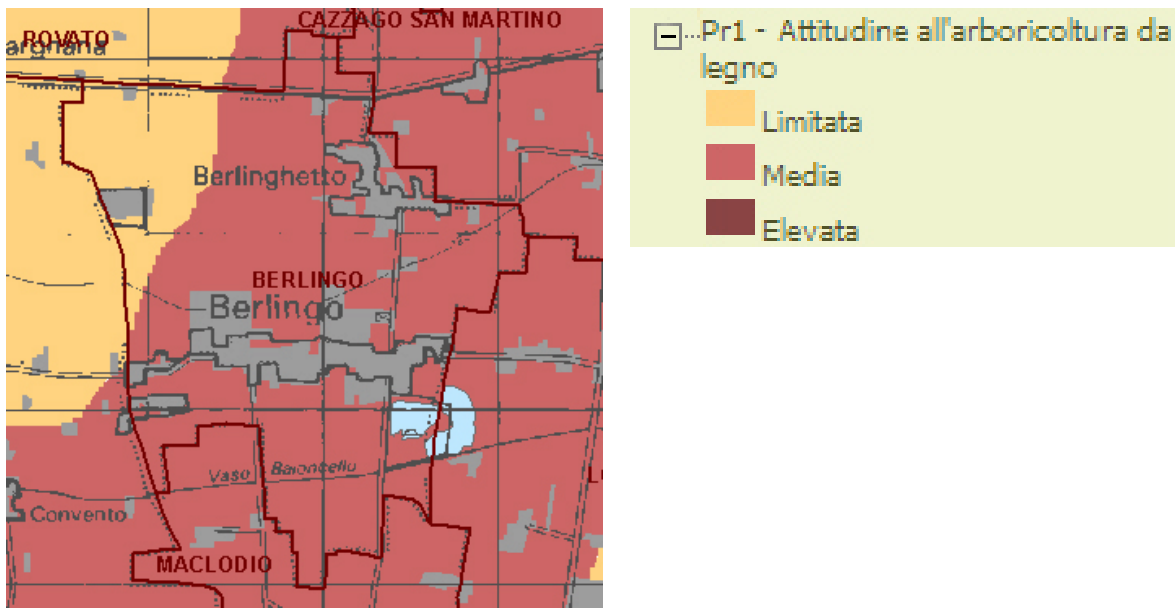 CAZZAGO SAN MARTINO
ROVATO
Berlinghetto
BERLINGO
Berlingo
Vaso Baioncello
Convento
MACLODIO
Pr1 - Attitudine all'arboricoltura da
legno
Limitata
Media
Elevata